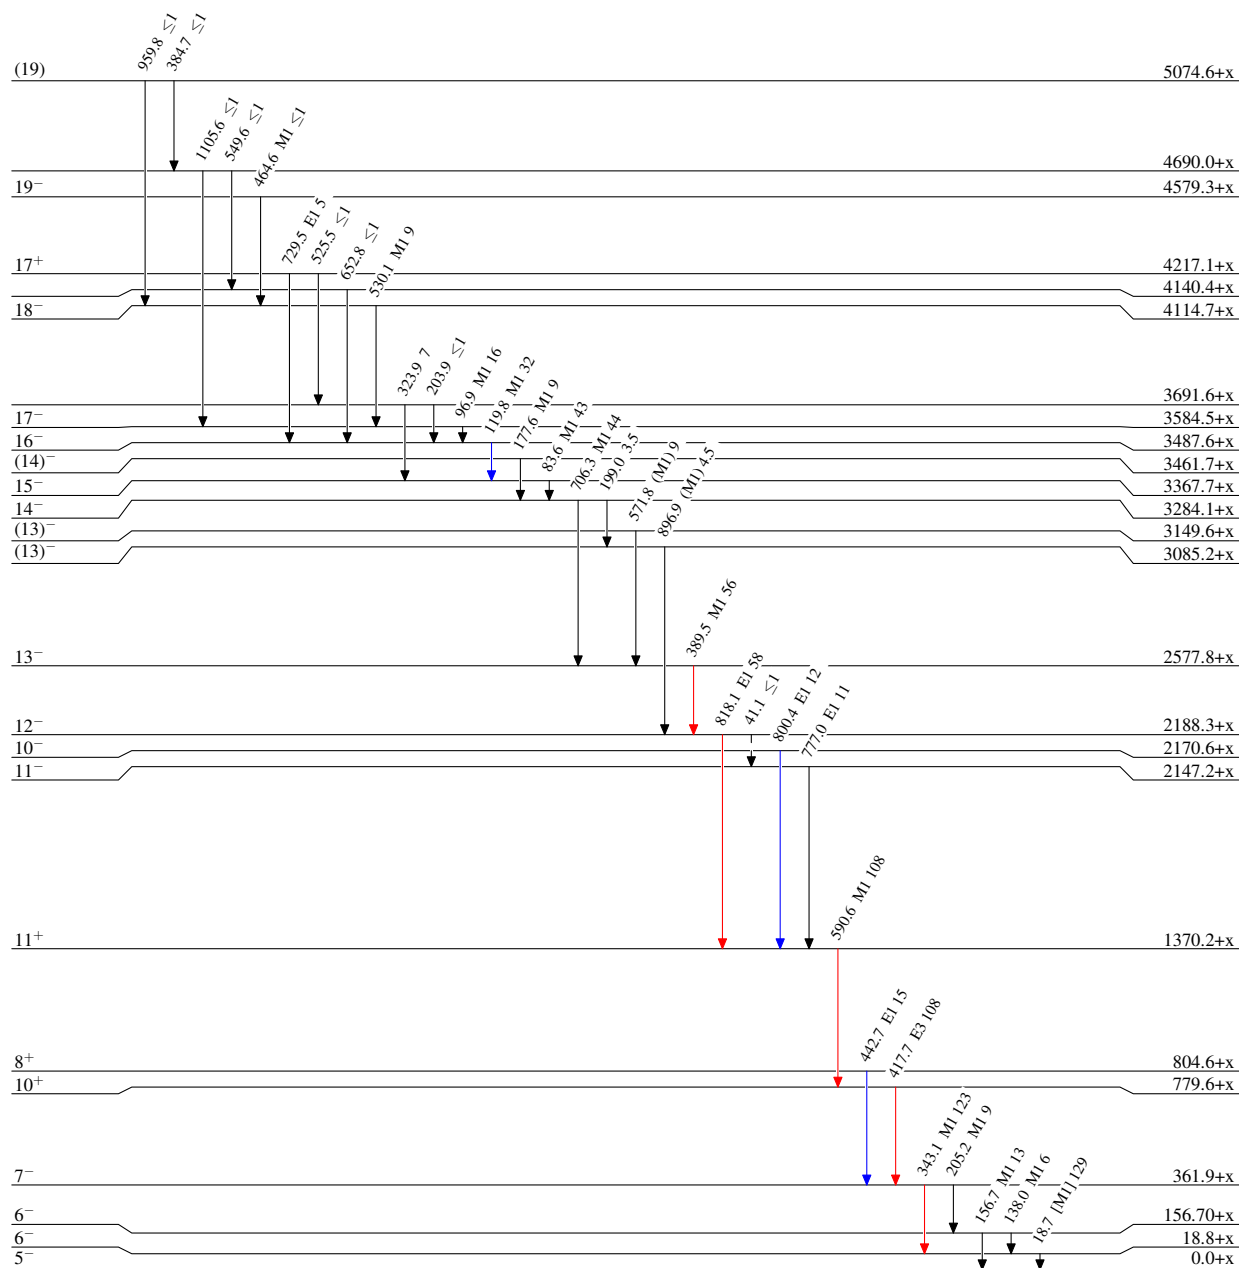 959.8 ≤1
384.7 ≤1
(19) 5074.6+x
1105.6 ≤1
549.6 ≤1
464.6 M1 ≤1
4690.0+x
19⁻ 4579.3+x
729.5 E1 5
525.5 ≤1
652.8 ≤1
530.1 M1 9
17⁺ 4217.1+x
4140.4+x
18⁻ 4114.7+x
323.9 7
203.9 ≤1
96.9 M1 16
119.8 M1 32
177.6 M1 9
83.6 M1 43
706.3 M1 44
199.0 3.5
571.8 (M1) 9
896.9 (M1) 4.5
3691.6+x
17⁻ 3584.5+x
16⁻ 3487.6+x
(14)⁻ 3461.7+x
15⁻ 3367.7+x
14⁻ 3284.1+x
(13)⁻ 3149.6+x
(13)⁻ 3085.2+x
389.5 M1 56
13⁻ 2577.8+x
818.1 E1 58
41.1 ≤1
800.4 E1 12
777.0 E1 11
12⁻ 2188.3+x
10⁻ 2170.6+x
11⁻ 2147.2+x
590.6 M1 108
11⁺ 1370.2+x
442.7 E1 15
417.7 E3 108
8⁺ 804.6+x
10⁺ 779.6+x
343.1 M1 123
205.2 M1 9
156.7 M1 13
138.0 M1 6
18.7 [M1] 129
7⁻ 361.9+x
6⁻ 156.70+x
6⁻ 18.8+x
5⁻ 0.0+x